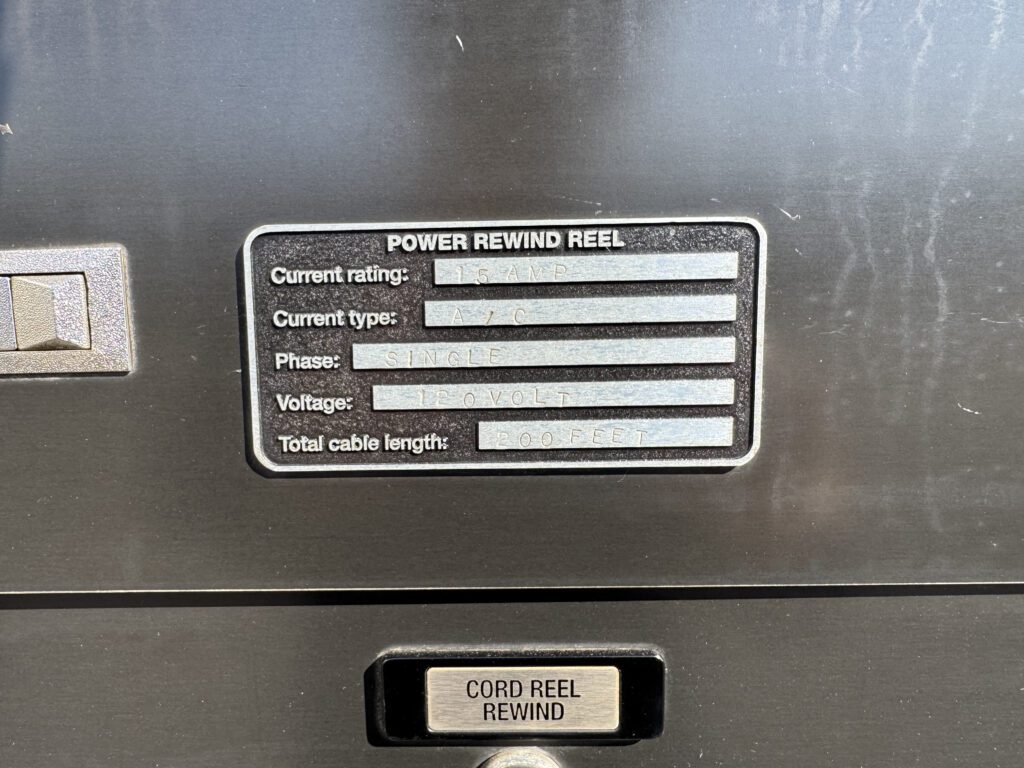 POWER REWIND REEL
Current rating: 15 AMP
Current type: A/C
Phase: SINGLE
Voltage: 120 VOLT
Total cable length: 200 FEET
CORD REEL
REWIND